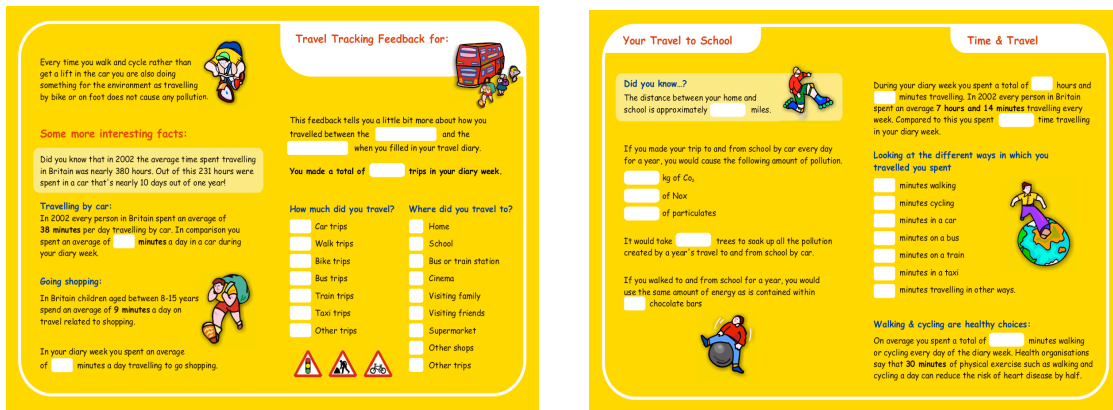 Every time you walk and cycle rather than
get a lift in the car you are also doing
something for the environment as travelling
by bike or on foot does not cause any pollution.
Some more interesting facts:
Did you know that in 2002 the average time spent travelling
in Britain was nearly 380 hours. Out of this 231 hours were
spent in a car that's nearly 10 days out of one year!
Travelling by car:
In 2002 every person in Britain spent an average of
38 minutes per day travelling by car. In comparison you
spent an average of minutes a day in a car during
your diary week.
Going shopping:
In Britain children aged between 8-15 years
spend an average of 9 minutes a day on
travel related to shopping.
In your diary week you spent an average
of minutes a day travelling to go shopping.
Travel Tracking Feedback for:
This feedback tells you a little bit more about how you
travelled between the and the
when you filled in your travel diary.
You made a total of trips in your diary week.
How much did you travel?
Car trips
Walk trips
Bike trips
Bus trips
Train trips
Taxi trips
Other trips
Where did you travel to?
Home
School
Bus or train station
Cinema
Visiting family
Visiting friends
Supermarket
Other shops
Other trips
Your Travel to School
Did you know...?
The distance between your home and
school is approximately miles.
If you made your trip to and from school by car every day
for a year, you would cause the following amount of pollution.
kg of Co₂
of Nox
of particulates
It would take trees to soak up all the pollution
created by a year's travel to and from school by car.
If you walked to and from school for a year, you would
use the same amount of energy as is contained within
chocolate bars
Time & Travel
During your diary week you spent a total of hours and
minutes travelling. In 2002 every person in Britain
spent an average 7 hours and 14 minutes travelling every
week. Compared to this you spent time travelling
in your diary week.
Looking at the different ways in which you
travelled you spent
minutes walking
minutes cycling
minutes in a car
minutes on a bus
minutes on a train
minutes in a taxi
minutes travelling in other ways.
Walking & cycling are healthy choices:
On average you spent a total of minutes walking
or cycling every day of the diary week. Health organisations
say that 30 minutes of physical exercise such as walking and
cycling a day can reduce the risk of heart disease by half.